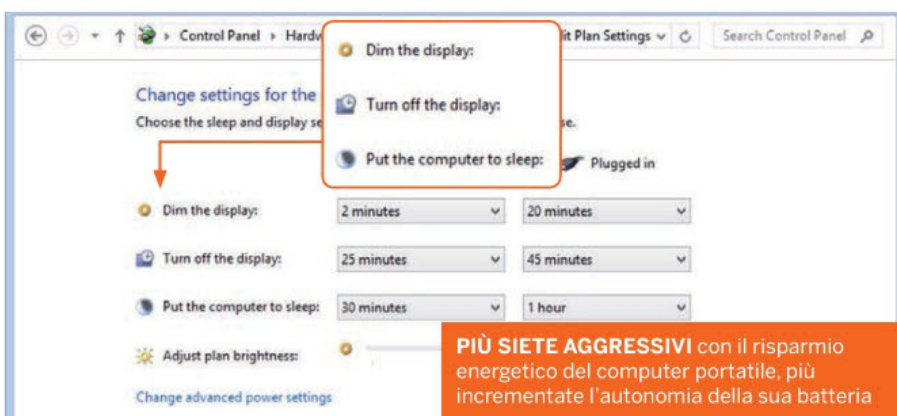 Control Panel › Hardw
it Plan Settings
Search Control Panel
Dim the display:
Turn off the display:
Put the computer to sleep:
Change settings for the
Choose the sleep and display se
se.
Plugged in
Dim the display:
2 minutes
20 minutes
Turn off the display:
25 minutes
45 minutes
Put the computer to sleep:
30 minutes
1 hour
Adjust plan brightness:
Change advanced power settings
PIÙ SIETE AGGRESSIVI con il risparmio
energetico del computer portatile, più
incrementate l'autonomia della sua batteria